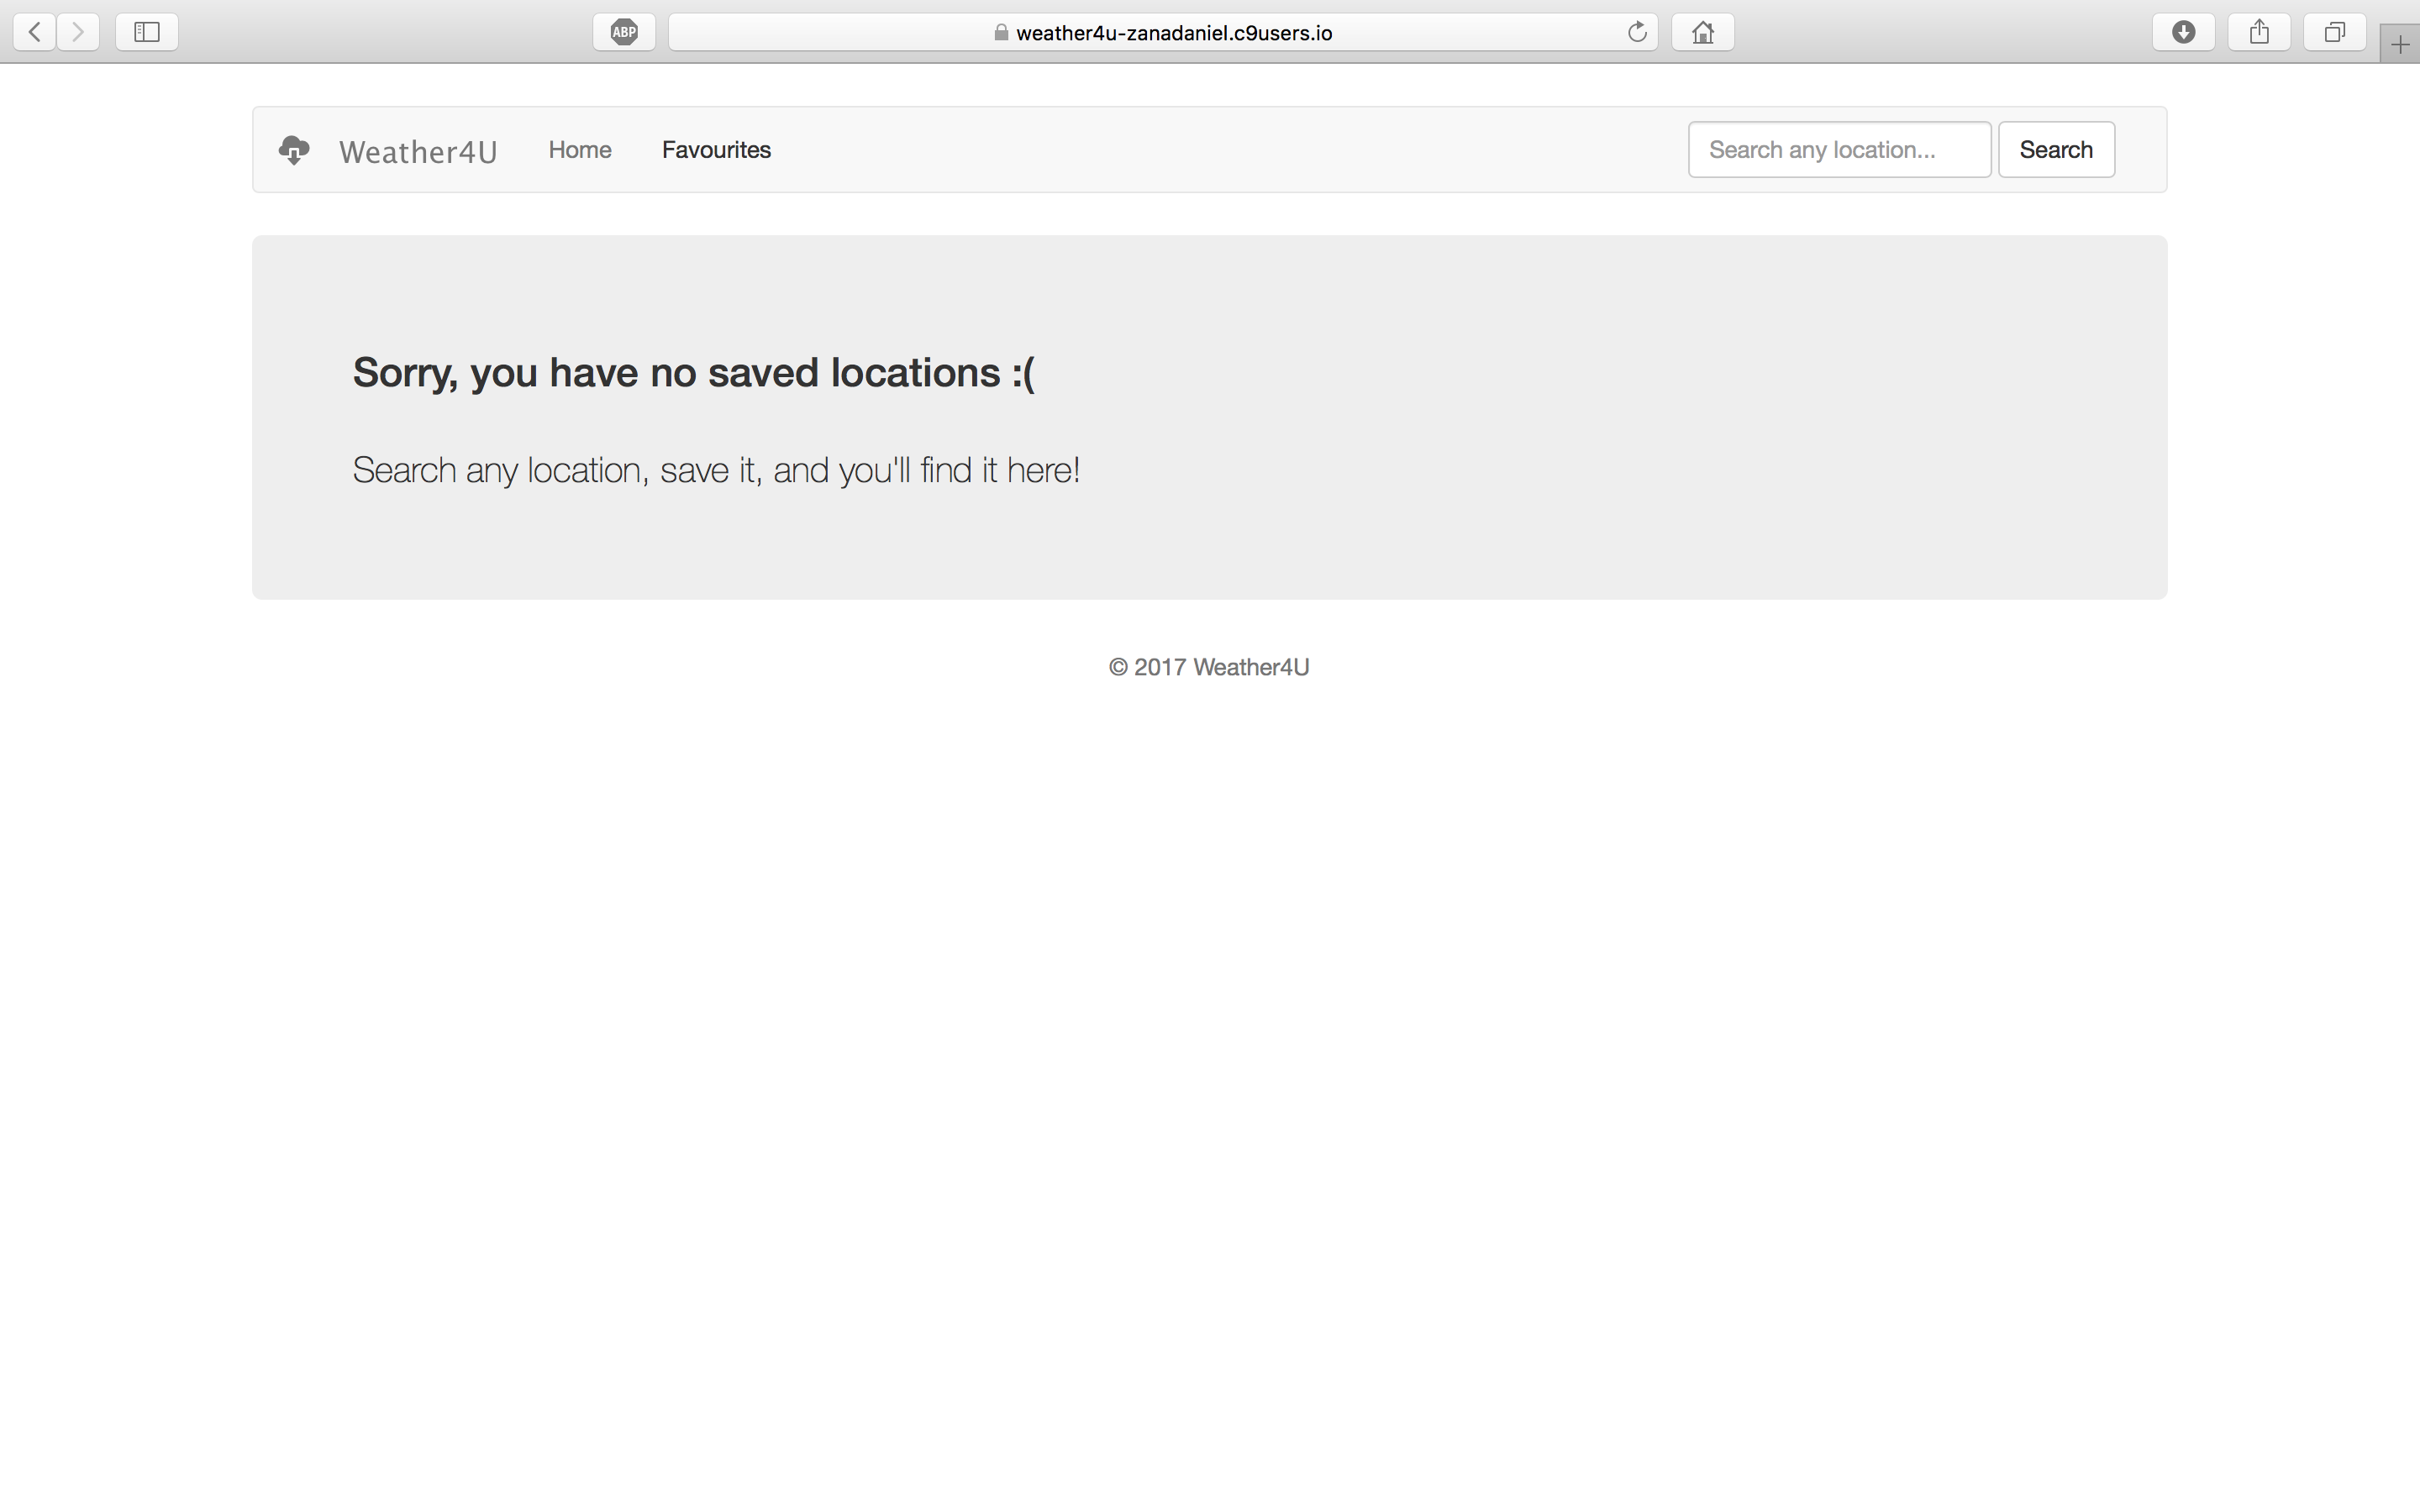 ABP
weather4u-zanadaniel.c9users.io
Weather4U Home Favourites Search any location... Search
Sorry, you have no saved locations :(
Search any location, save it, and you'll find it here!
© 2017 Weather4U